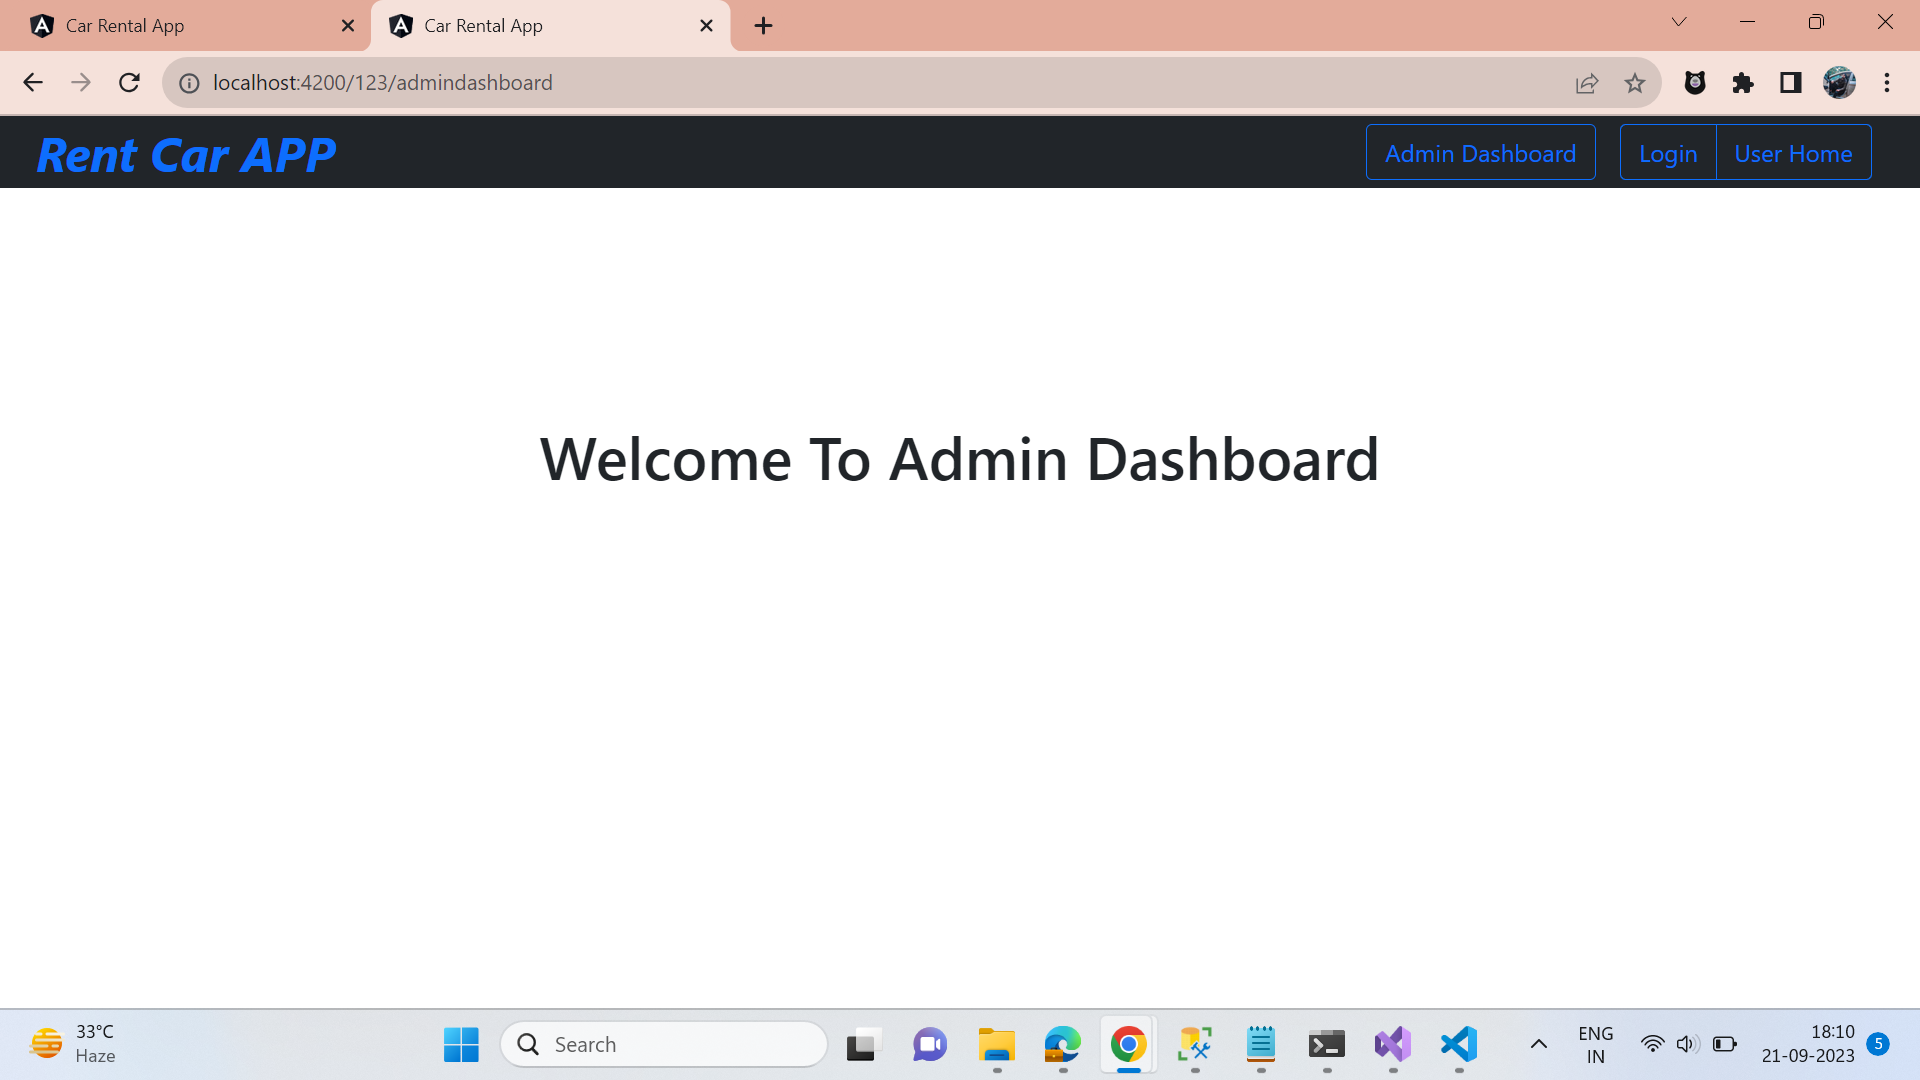 Car Rental App
Car Rental App
localhost:4200/123/admindashboard
Rent Car APP
Admin Dashboard
Login
User Home
Welcome To Admin Dashboard
33°C
Haze
Search
ENG
IN
18:10
21-09-2023
5